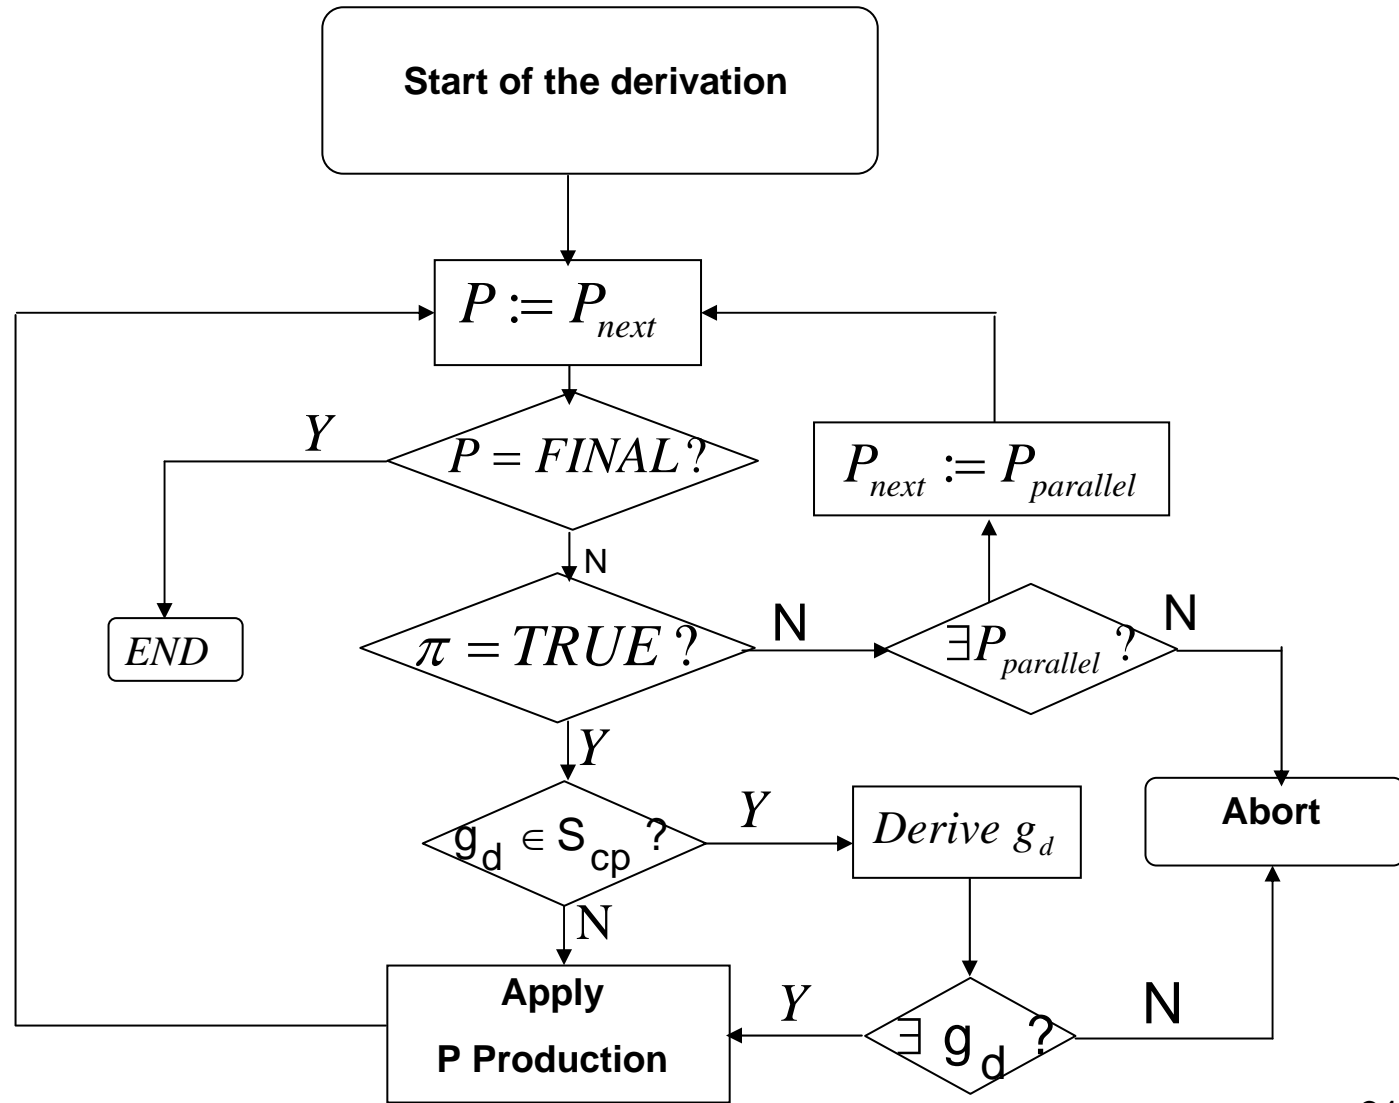 Start of the derivation
P := P_next
Y
P = FINAL ?
P_next := P_parallel
N
END
π = TRUE ?
N
∃P_parallel ?
N
Y
g_d ∈ S_cp ?
Y
Derive g_d
Abort
N
Apply
P Production
Y
∃ g_d ?
N